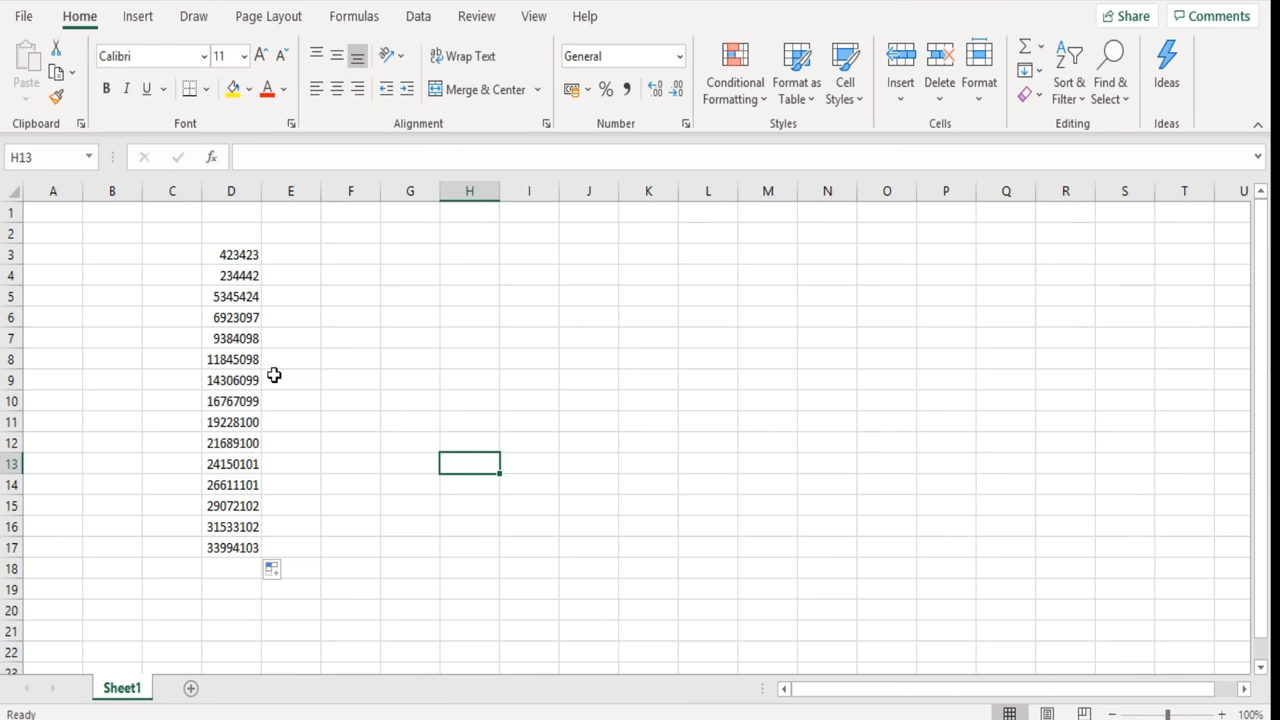 File Home Insert Draw Page Layout Formulas Data Review View Help Share Comments
Paste Calibri 11 Wrap Text General Conditional Formatting Format as Table Cell Styles Insert Delete Format Sort & Filter Find & Select Ideas
B I U A Merge & Center % ,
Clipboard Font Alignment Number Styles Cells Editing Ideas
H13 fx
A B C D E F G H I J K L M N O P Q R S T U
1
2
3 423423
4 234442
5 5345424
6 6923097
7 9384098
8 11845098
9 14306099
10 16767099
11 19228100
12 21689100
13 24150101
14 26611101
15 29072102
16 31533102
17 33994103
18
19
20
21
22
23
Sheet1
Ready 100%